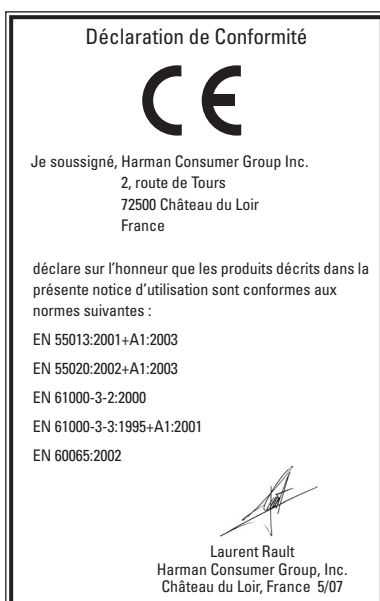 Déclaration de Conformité
CE
Je soussigné, Harman Consumer Group Inc.
2, route de Tours
72500 Château du Loir
France
déclare sur l'honneur que les produits décrits dans la
présente notice d'utilisation sont conformes aux
normes suivantes :
EN 55013:2001+A1:2003
EN 55020:2002+A1:2003
EN 61000-3-2:2000
EN 61000-3-3:1995+A1:2001
EN 60065:2002
Laurent Rault
Harman Consumer Group, Inc.
Château du Loir, France 5/07